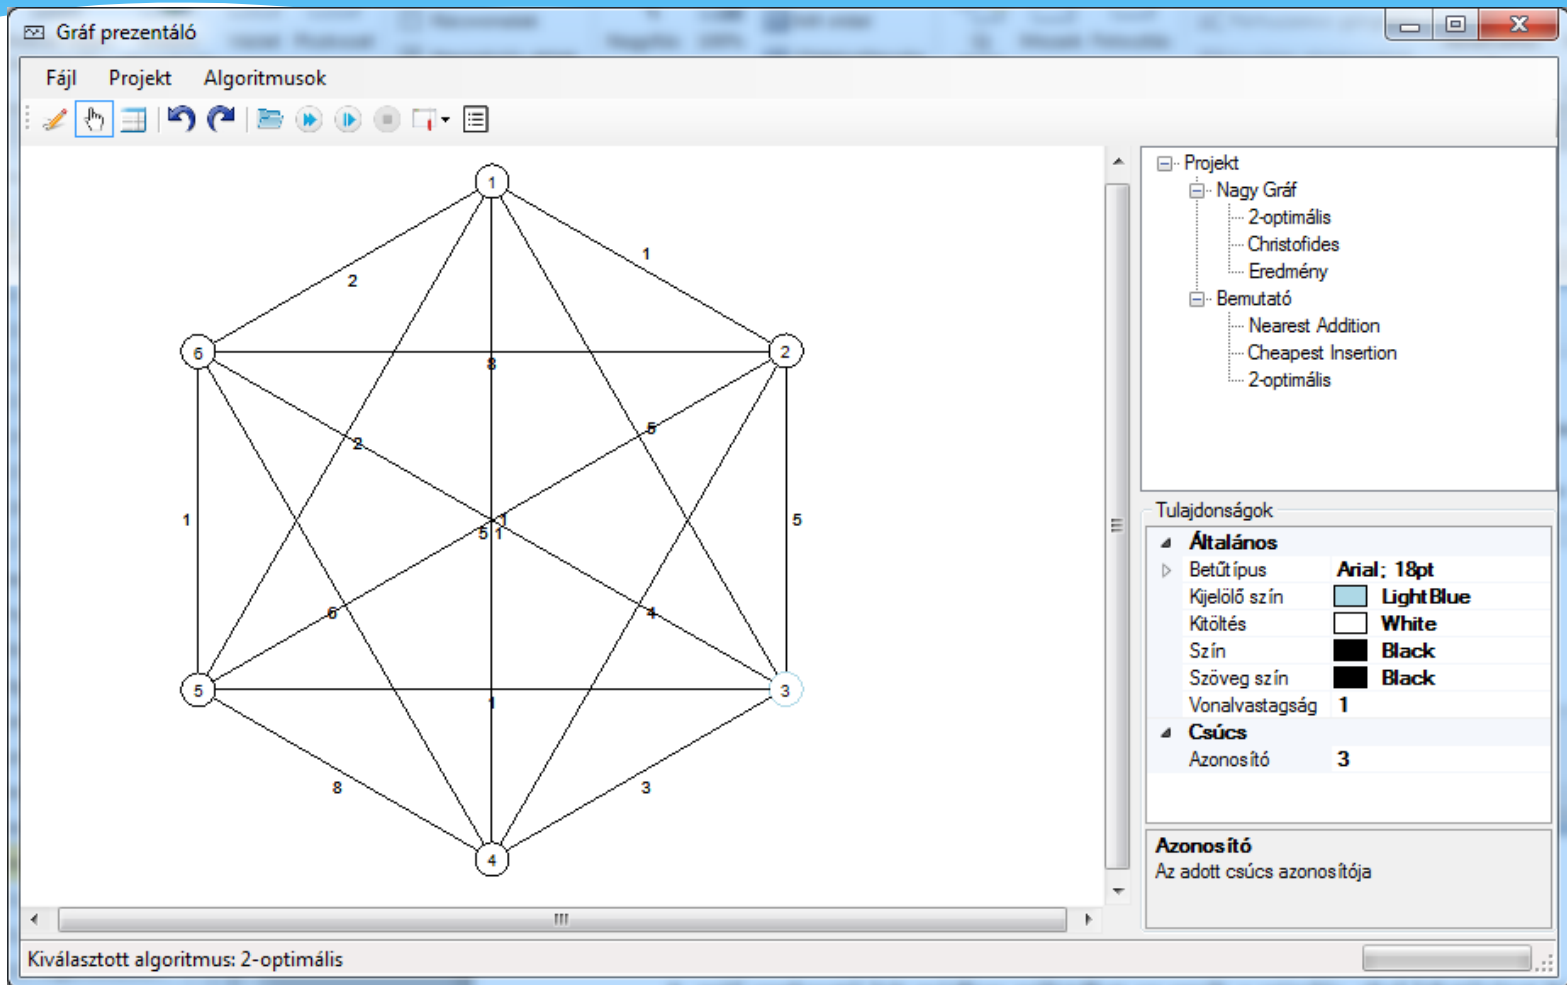 Gráf prezentáló
Fájl Projekt Algoritmusok
1
1
2
6
2
8
2
5
1
5
1
5 1
6
4
5
3
1
8
3
4
Projekt
Nagy Gráf
2-optimális
Christofides
Eredmény
Bemutató
Nearest Addition
Cheapest Insertion
2-optimális
Tulajdonságok
Általános
Betűtípus Arial; 18pt
Kijelölő szín LightBlue
Kitöltés White
Szín Black
Szöveg szín Black
Vonalvastagság 1
Csúcs
Azonosító 3
Azonosító
Az adott csúcs azonosítója
Kiválasztott algoritmus: 2-optimális